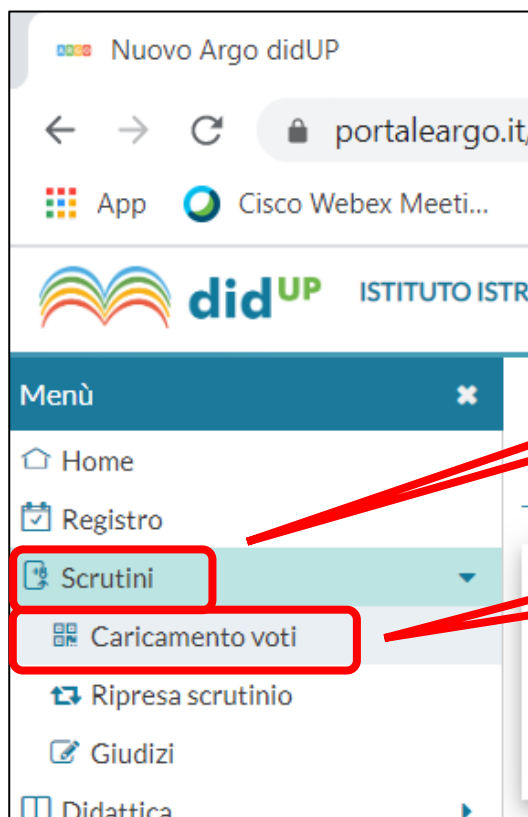 Nuovo Argo didUP
portaleargo.it/
App Cisco Webex Meeti...
didUP ISTITUTO ISTR
Menù
Home
Registro
Scrutini
Caricamento voti
Ripresa scrutinio
Giudizi
Didattica